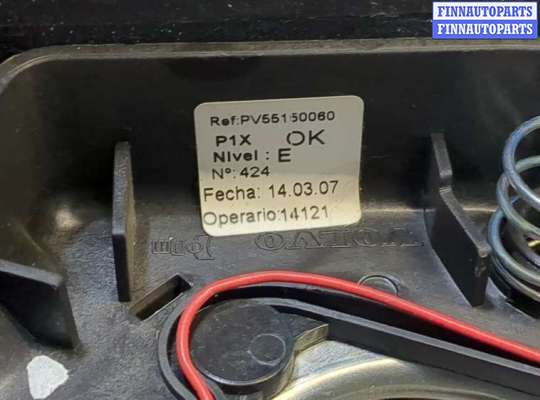 FINNAUTOPARTS
FINNAUTOPARTS
Ref:PV55150060
P1X OK
Nivel : E
Nº: 424
Fecha: 14.03.07
Operario:14121
VOLVO